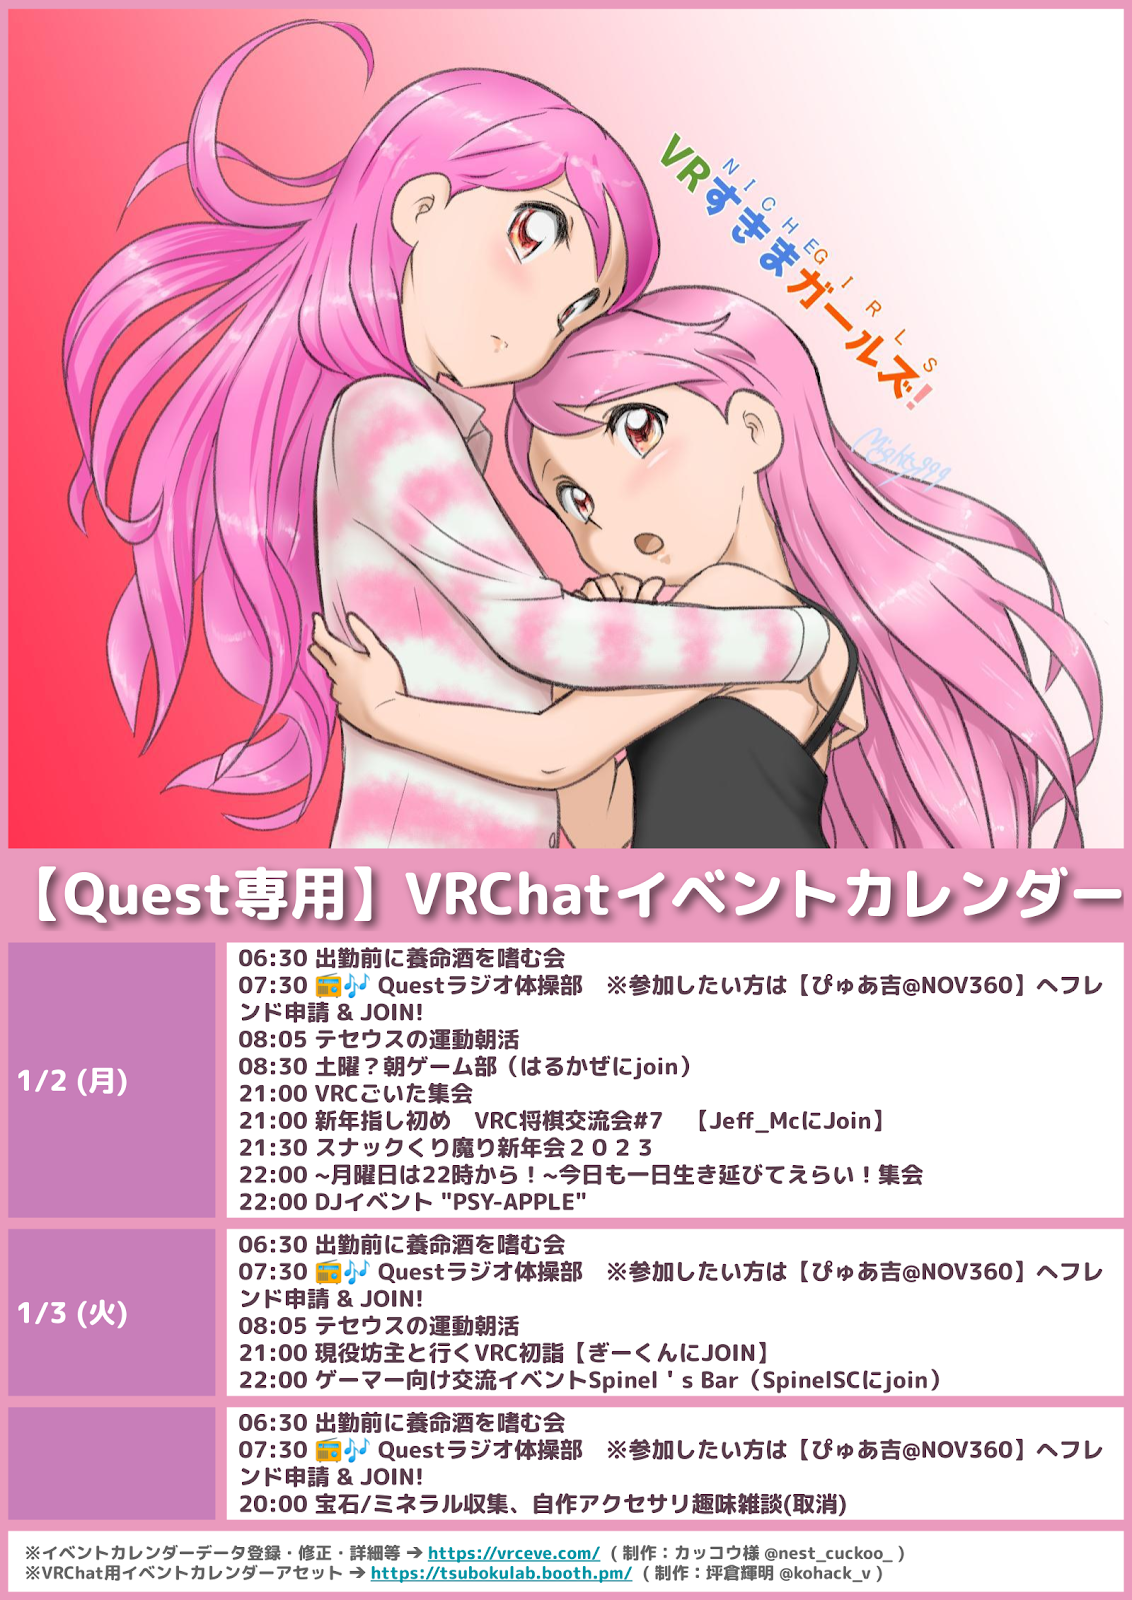 NICHE GIRLS
VRすきまガールズ!
Mighty999
【Quest専用】VRChatイベントカレンダー
1/2 (月)
06:30 出勤前に養命酒を嗜む会
07:30 📻🎶 Questラジオ体操部　※参加したい方は【ぴゅあ吉@NOV360】へフレ
ンド申請 & JOIN!
08:05 テセウスの運動朝活
08:30 土曜？朝ゲーム部（はるかぜにjoin）
21:00 VRCごいた集会
21:00 新年指し初め　VRC将棋交流会#7　【Jeff_McにJoin】
21:30 スナックくり魔り新年会２０２３
22:00 ~月曜日は22時から！~今日も一日生き延びてえらい！集会
22:00 DJイベント "PSY-APPLE"
1/3 (火)
06:30 出勤前に養命酒を嗜む会
07:30 📻🎶 Questラジオ体操部　※参加したい方は【ぴゅあ吉@NOV360】へフレ
ンド申請 & JOIN!
08:05 テセウスの運動朝活
21:00 現役坊主と行くVRC初詣【ぎーくんにJOIN】
22:00 ゲーマー向け交流イベントSpinel＇s Bar（SpinelSCにjoin）
06:30 出勤前に養命酒を嗜む会
07:30 📻🎶 Questラジオ体操部　※参加したい方は【ぴゅあ吉@NOV360】へフレ
ンド申請 & JOIN!
20:00 宝石/ミネラル収集、自作アクセサリ趣味雑談(取消)
※イベントカレンダーデータ登録・修正・詳細等 ➔ https://vrceve.com/（制作：カッコウ様 @nest_cuckoo_）
※VRChat用イベントカレンダーアセット ➔ https://tsubokulab.booth.pm/（制作：坪倉輝明 @kohack_v）